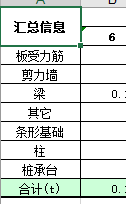 汇总信息
6
板受力筋
剪力墙
梁 0.
其它
条形基础
柱
桩承台
合计(t) 0.